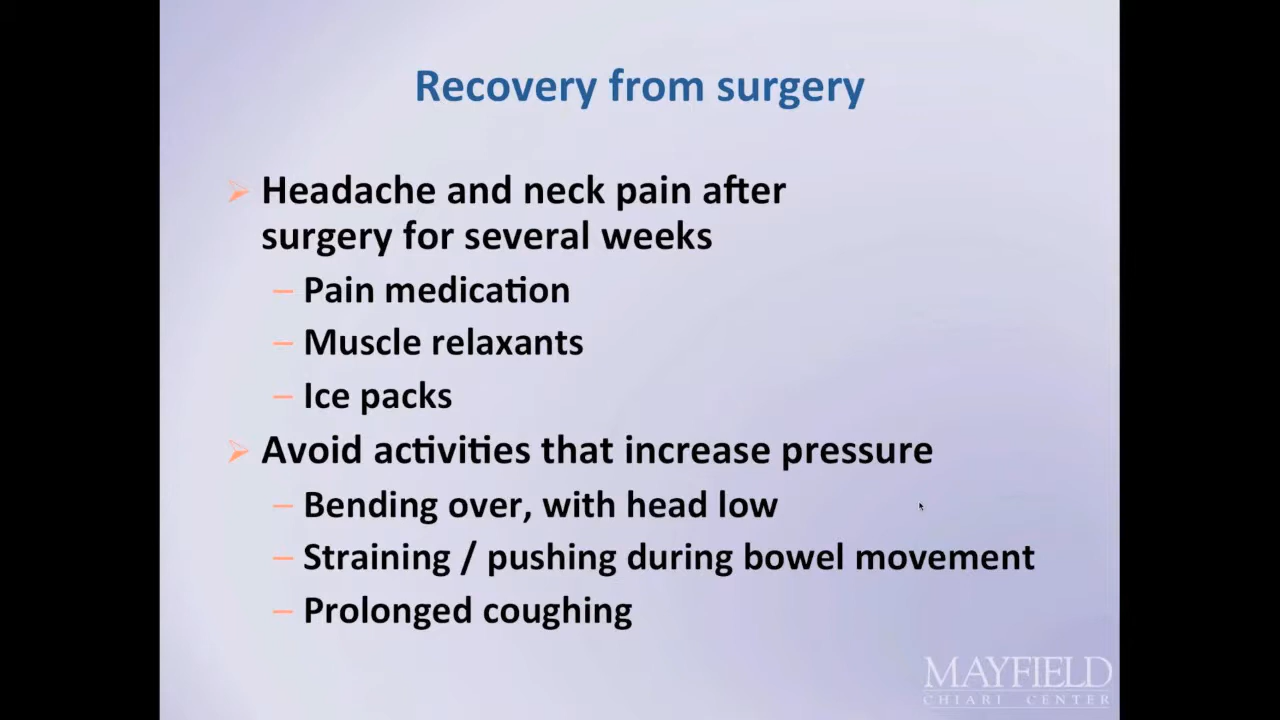 Recovery from surgery
➢ Headache and neck pain after
surgery for several weeks
– Pain medication
– Muscle relaxants
– Ice packs
➢ Avoid activities that increase pressure
– Bending over, with head low
– Straining / pushing during bowel movement
– Prolonged coughing
MAYFIELD
CHIARI CENTER